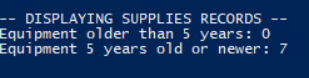 -- DISPLAYING SUPPLIES RECORDS --
Equipment older than 5 years: 0
Equipment 5 years old or newer: 7